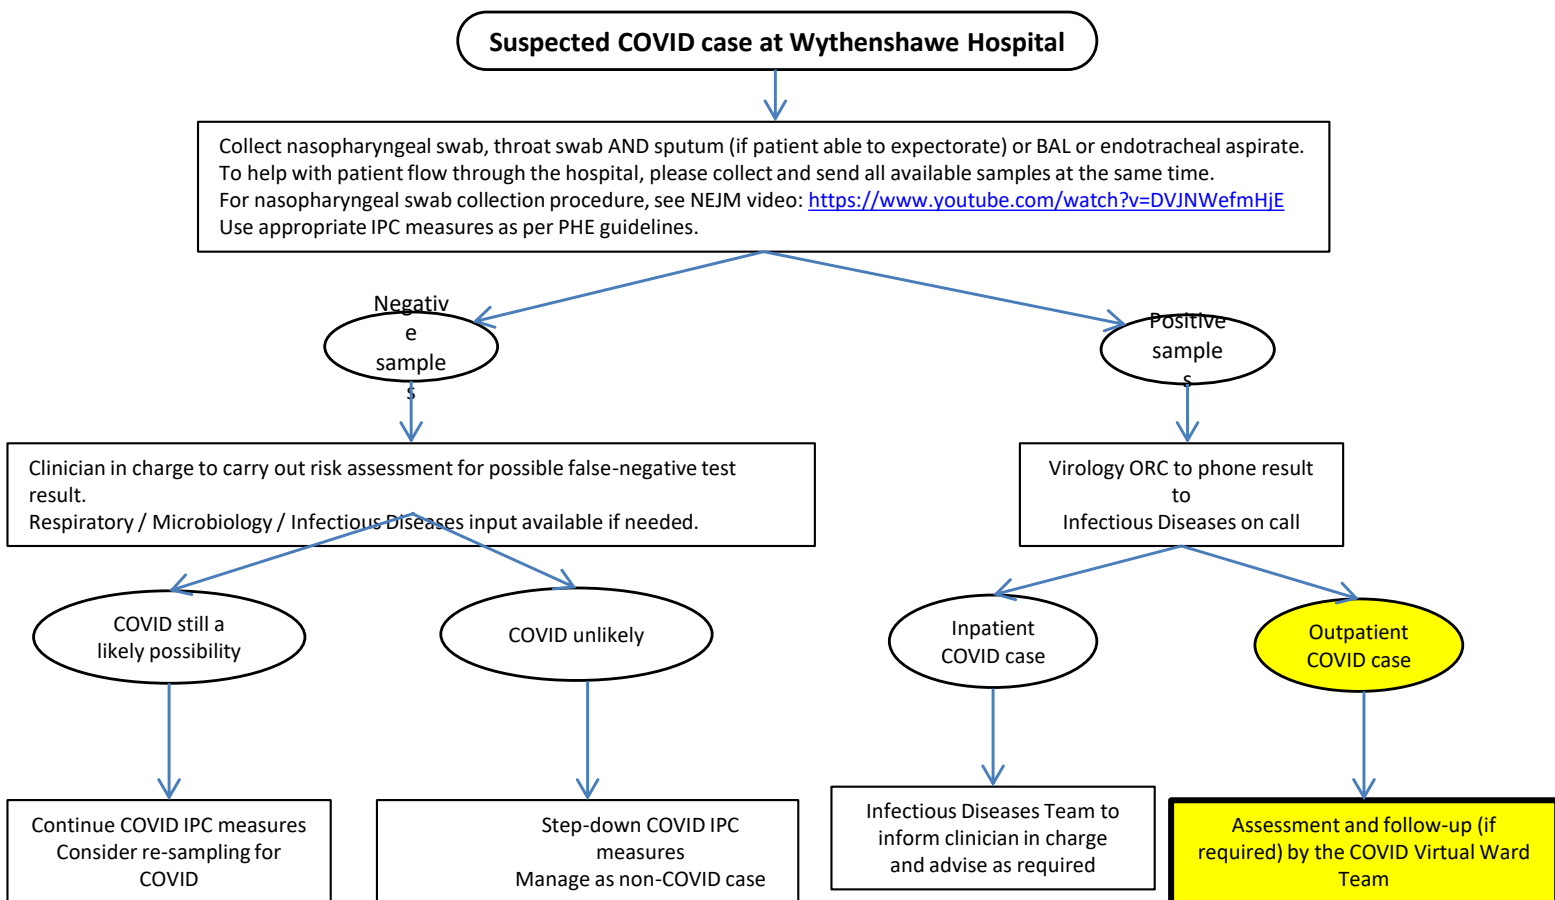 Suspected COVID case at Wythenshawe Hospital
Collect nasopharyngeal swab, throat swab AND sputum (if patient able to expectorate) or BAL or endotracheal aspirate.
To help with patient flow through the hospital, please collect and send all available samples at the same time.
For nasopharyngeal swab collection procedure, see NEJM video: https://www.youtube.com/watch?v=DVJNWefmHjE
Use appropriate IPC measures as per PHE guidelines.
Negativ
e
sample
s
Positive
sample
s
Clinician in charge to carry out risk assessment for possible false-negative test
result.
Respiratory / Microbiology / Infectious Diseases input available if needed.
Virology ORC to phone result
to
Infectious Diseases on call
COVID still a
likely possibility
COVID unlikely
Inpatient
COVID case
Outpatient
COVID case
Continue COVID IPC measures
Consider re-sampling for
COVID
Step-down COVID IPC
measures
Manage as non-COVID case
Infectious Diseases Team to
inform clinician in charge
and advise as required
Assessment and follow-up (if
required) by the COVID Virtual Ward
Team